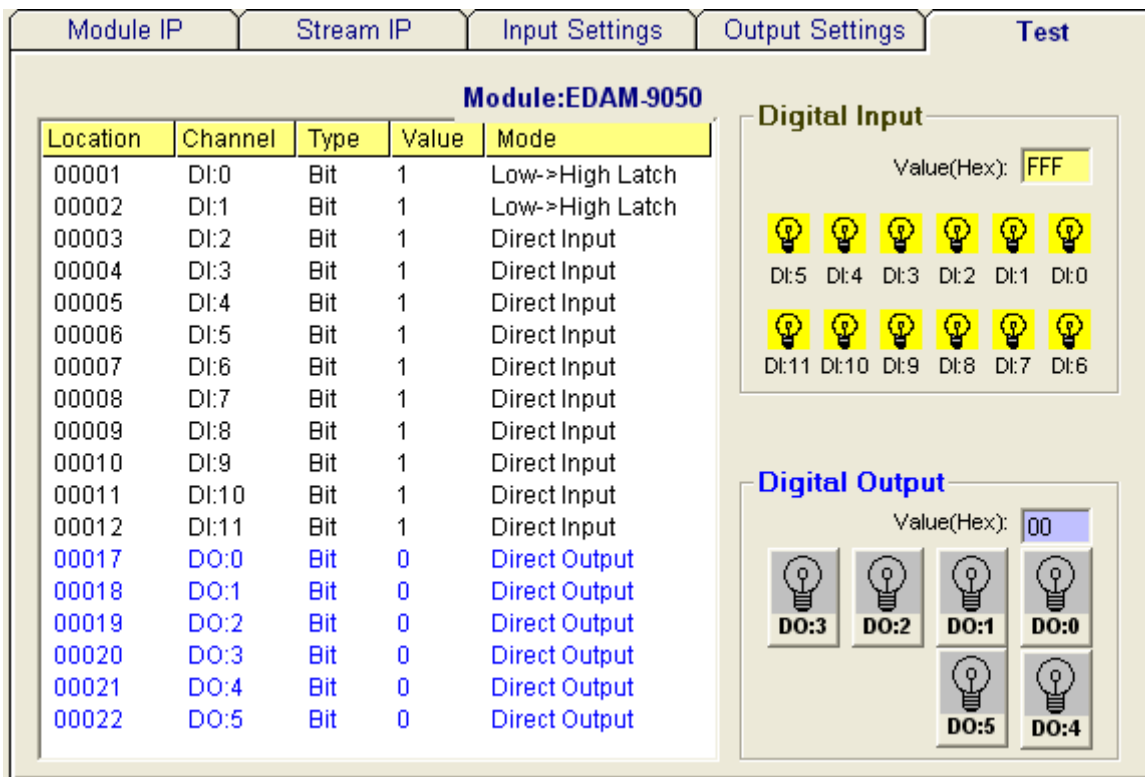 Module IP Stream IP Input Settings Output Settings Test
Module:EDAM-9050
Location Channel Type Value Mode
00001 DI:0 Bit 1 Low->High Latch
00002 DI:1 Bit 1 Low->High Latch
00003 DI:2 Bit 1 Direct Input
00004 DI:3 Bit 1 Direct Input
00005 DI:4 Bit 1 Direct Input
00006 DI:5 Bit 1 Direct Input
00007 DI:6 Bit 1 Direct Input
00008 DI:7 Bit 1 Direct Input
00009 DI:8 Bit 1 Direct Input
00010 DI:9 Bit 1 Direct Input
00011 DI:10 Bit 1 Direct Input
00012 DI:11 Bit 1 Direct Input
00017 DO:0 Bit 0 Direct Output
00018 DO:1 Bit 0 Direct Output
00019 DO:2 Bit 0 Direct Output
00020 DO:3 Bit 0 Direct Output
00021 DO:4 Bit 0 Direct Output
00022 DO:5 Bit 0 Direct Output
Digital Input
Value(Hex): FFF
DI:5 DI:4 DI:3 DI:2 DI:1 DI:0
DI:11 DI:10 DI:9 DI:8 DI:7 DI:6
Digital Output
Value(Hex): 00
DO:3 DO:2 DO:1 DO:0
DO:5 DO:4